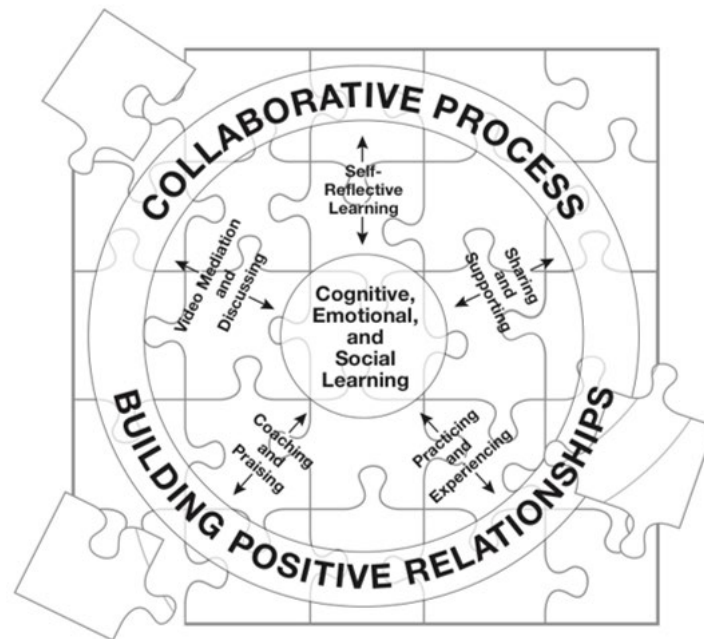 COLLABORATIVE PROCESS
Self-
Reflective
Learning
Video Mediation
and
Discussing
Sharing
and
Supporting
Cognitive,
Emotional,
and
Social
Learning
Coaching
and
Praising
Practicing
and
Experiencing
BUILDING POSITIVE RELATIONSHIPS